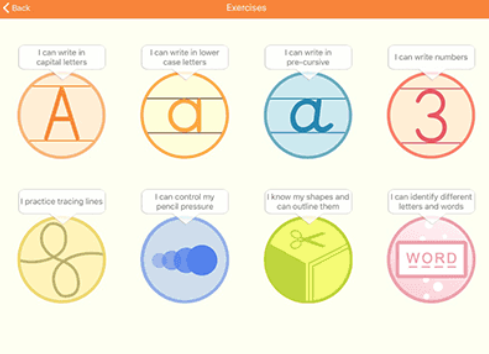 Back
Exercises
I can write in
capital letters
I can write in lower
case letters
I can write in
pre-cursive
I can write numbers
A
a
a
3
I practice tracing lines
I can control my
pencil pressure
I know my shapes and
can outline them
I can identify different
letters and words
WORD